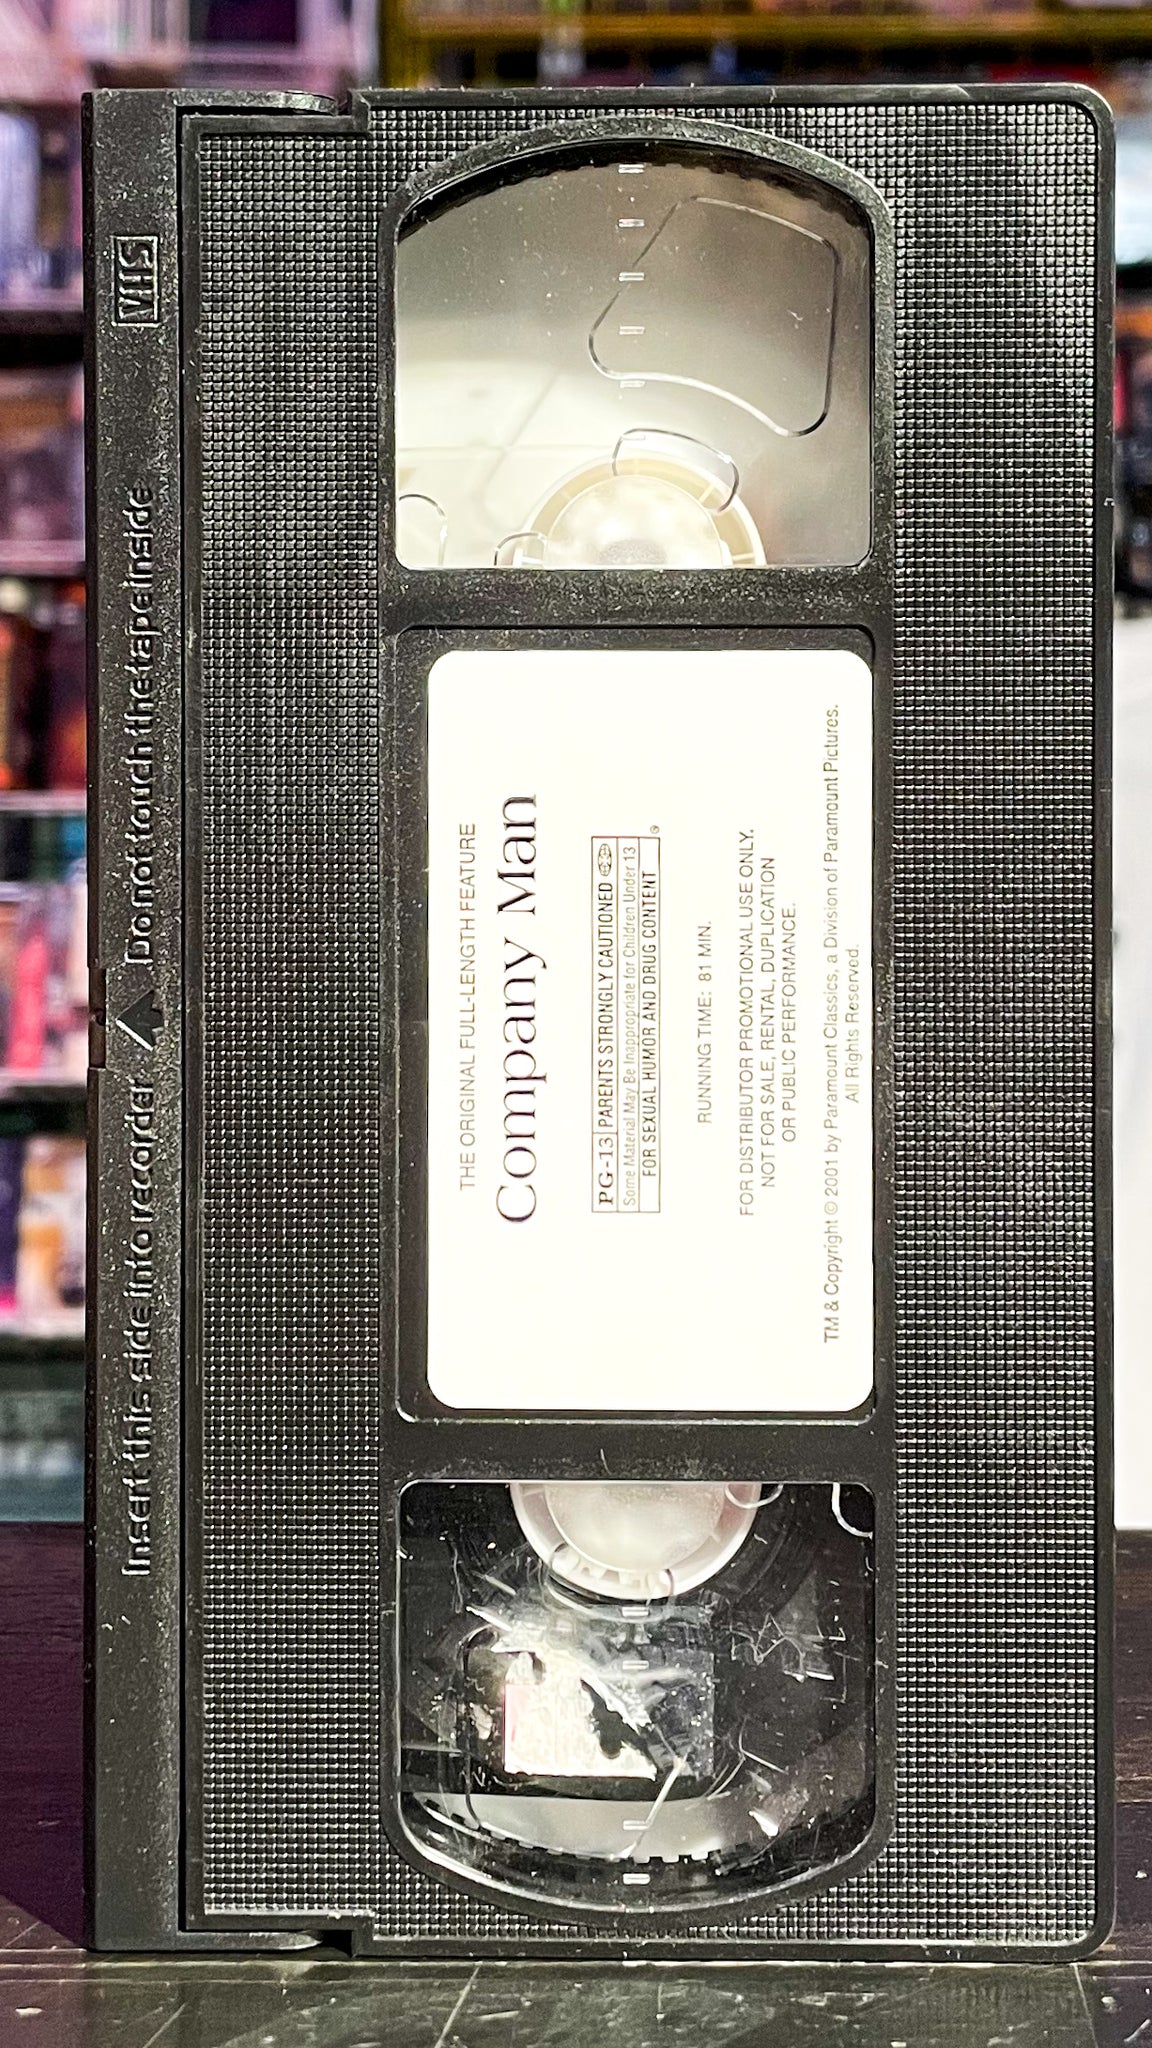 VHS
Insert this side into recorder
Do not touch the tape inside
THE ORIGINAL FULL-LENGTH FEATURE
Company Man
PG-13 PARENTS STRONGLY CAUTIONED
Some Material May Be Inappropriate for Children Under 13
FOR SEXUAL HUMOR AND DRUG CONTENT
®
RUNNING TIME: 81 MIN.
FOR DISTRIBUTOR PROMOTIONAL USE ONLY.
NOT FOR SALE, RENTAL, DUPLICATION
OR PUBLIC PERFORMANCE.
TM & Copyright © 2001 by Paramount Classics, a Division of Paramount Pictures.
All Rights Reserved.